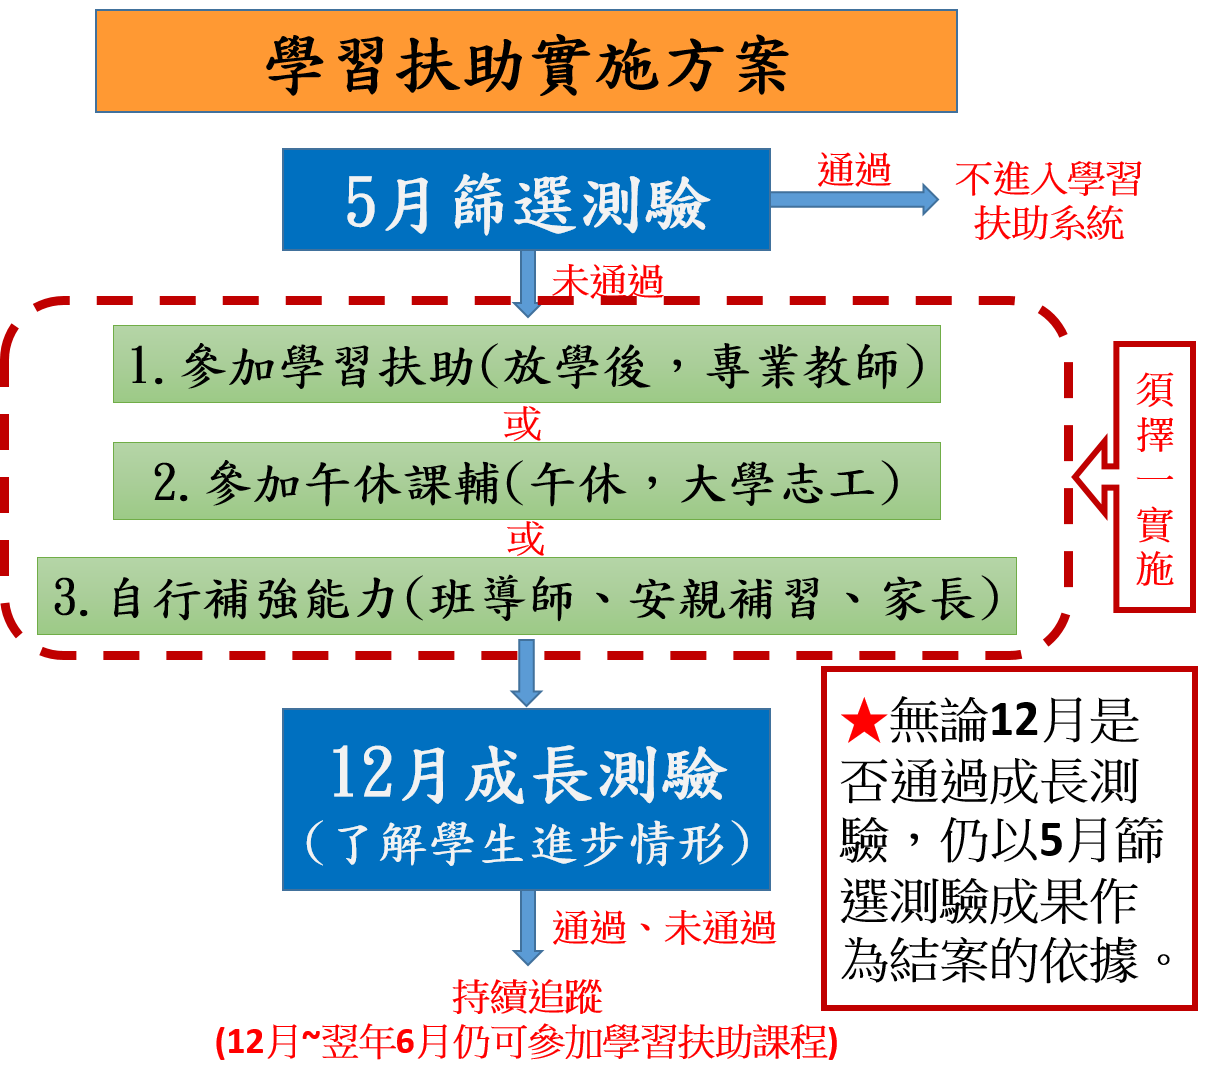 學習扶助實施方案
5月篩選測驗
通過
不進入學習
扶助系統
未通過
1.參加學習扶助(放學後，專業教師)
或
2.參加午休課輔(午休，大學志工)
或
3.自行補強能力(班導師、安親補習、家長)
須擇一實施
12月成長測驗
(了解學生進步情形)
通過、未通過
持續追蹤
(12月~翌年6月仍可參加學習扶助課程)
★無論12月是
否通過成長測
驗，仍以5月篩
選測驗成果作
為結案的依據。